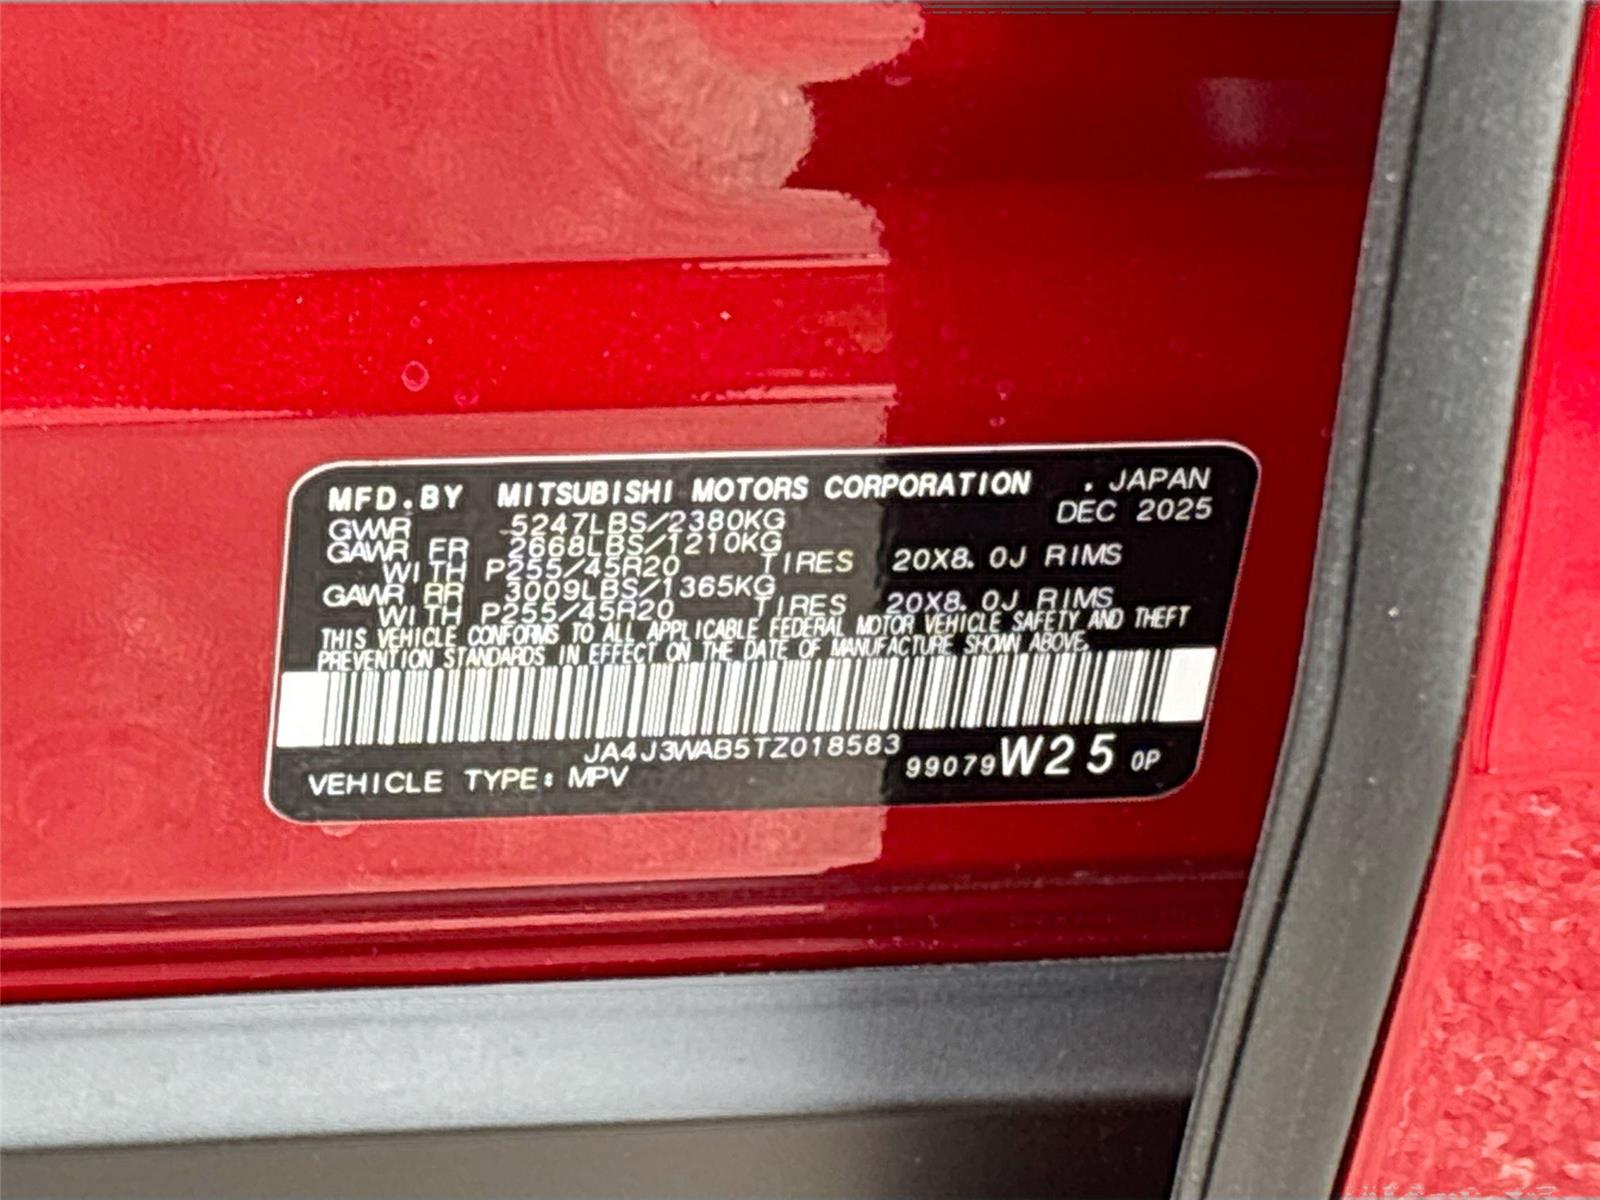 MFD.BY MITSUBISHI MOTORS CORPORATION .JAPAN
GVWR 5247LBS/2380KG DEC 2025
GAWR FR 2668LBS/1210KG
WITH P255/45R20 TIRES 20X8.0J RIMS
GAWR RR 3009LBS/1365KG
WITH P255/45R20 TIRES 20X8.0J RIMS
THIS VEHICLE CONFORMS TO ALL APPLICABLE FEDERAL MOTOR VEHICLE SAFETY AND THEFT
PREVENTION STANDARDS IN EFFECT ON THE DATE OF MANUFACTURE SHOWN ABOVE.
JA4J3WAB5TZ018583
VEHICLE TYPE: MPV 99079 W25 0P